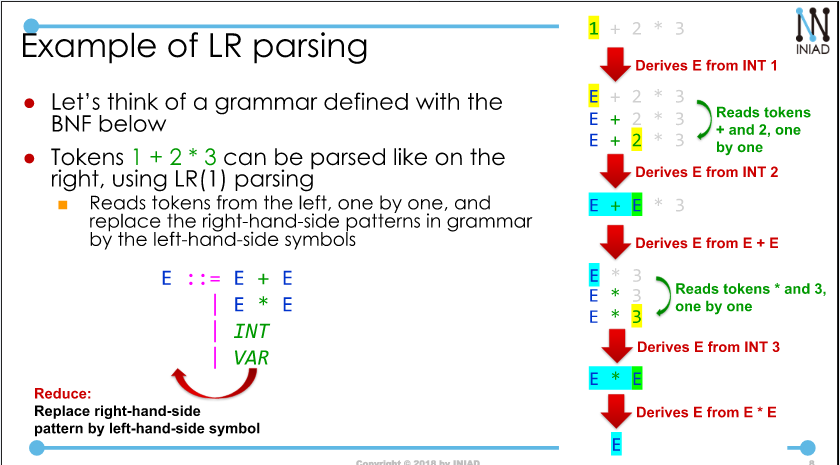 Example of LR parsing
● Let's think of a grammar defined with the
BNF below
● Tokens 1 + 2 * 3 can be parsed like on the
right, using LR(1) parsing
■ Reads tokens from the left, one by one, and
replace the right-hand-side patterns in grammar
by the left-hand-side symbols
E ::= E + E
| E * E
| INT
| VAR
Reduce:
Replace right-hand-side
pattern by left-hand-side symbol
1 + 2 * 3
Derives E from INT 1
E + 2 * 3
E + 2 * 3
E + 2 * 3
Reads tokens
+ and 2, one
by one
Derives E from INT 2
E + E * 3
Derives E from E + E
E * 3
E * 3
E * 3
Reads tokens * and 3,
one by one
Derives E from INT 3
E * E
Derives E from E * E
E
INIAD
Copyright © 2018 by INIAD
8